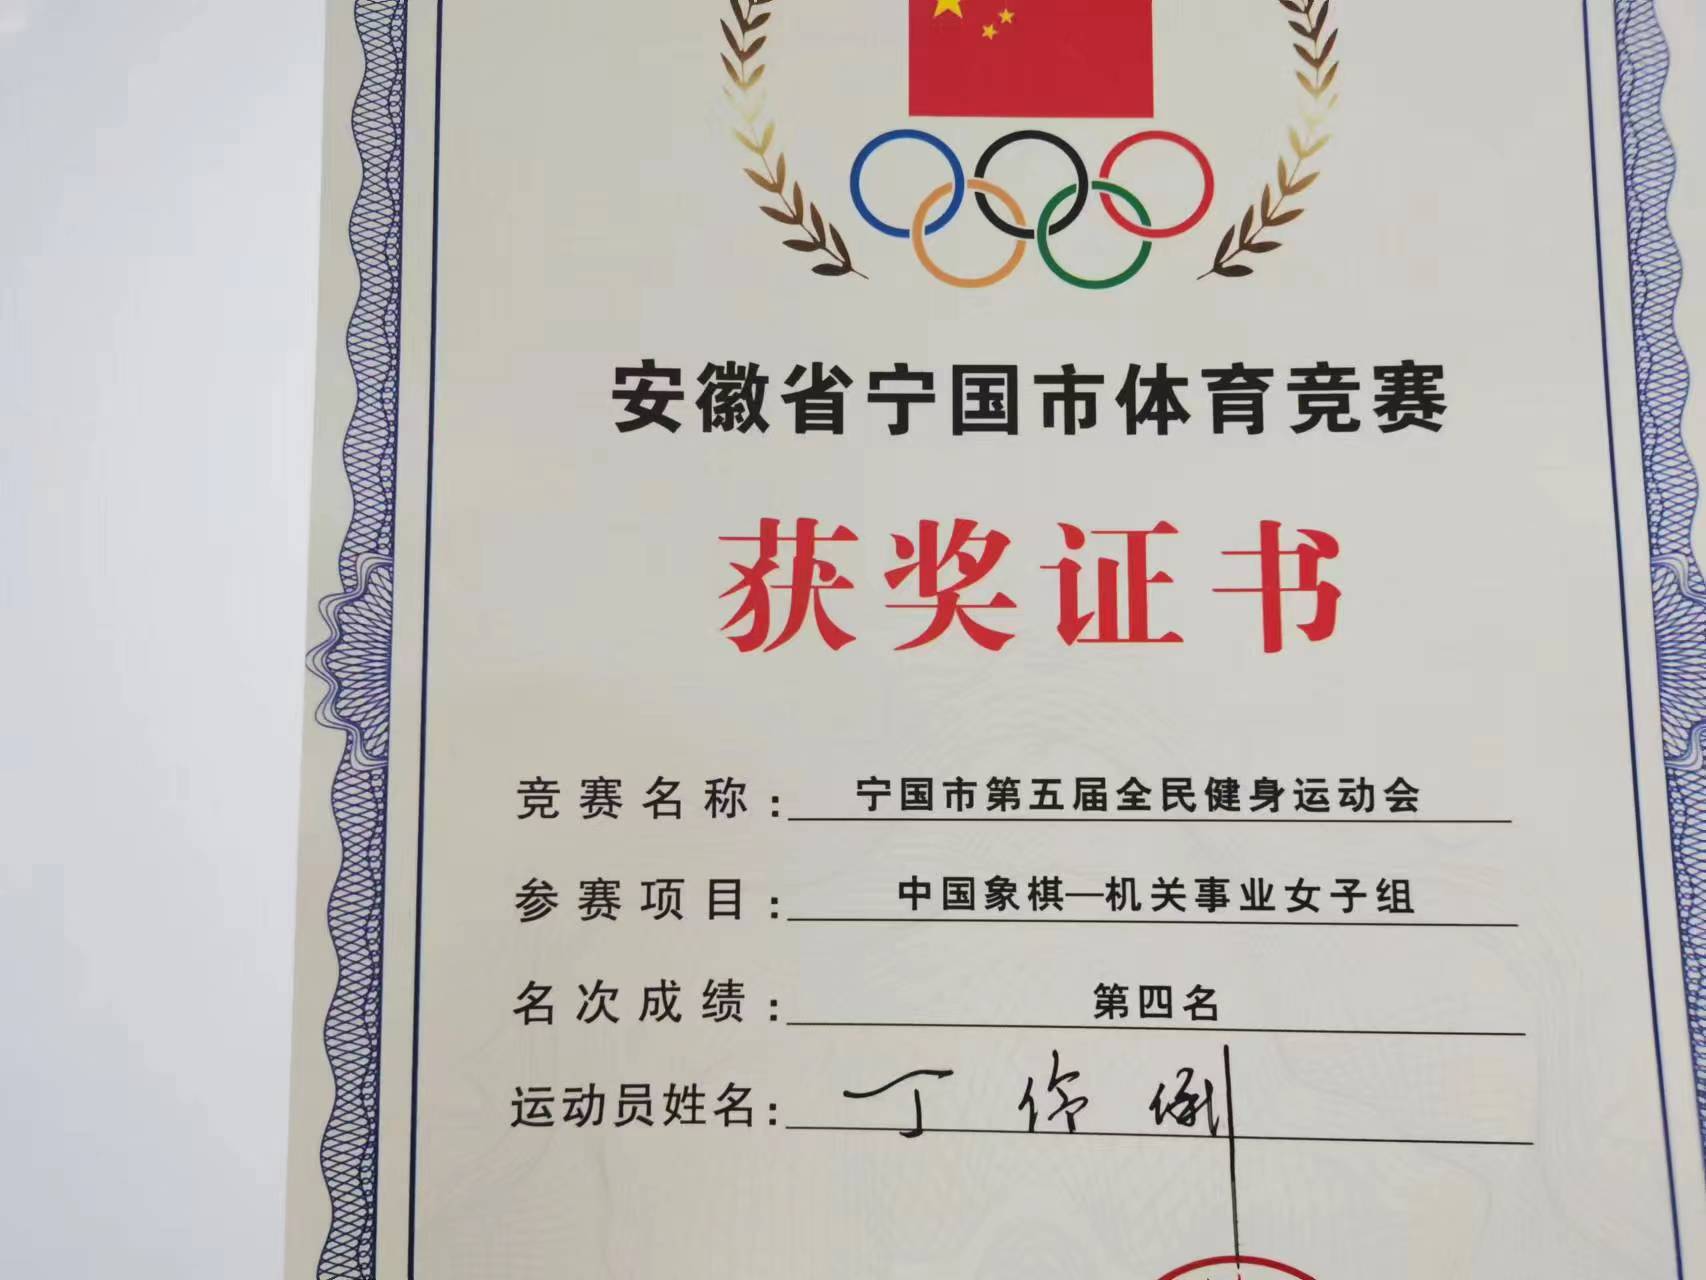 安徽省宁国市体育竞赛
获奖证书
竞赛名称：宁国市第五届全民健身运动会
参赛项目：中国象棋—机关事业女子组
名次成绩：第四名
运动员姓名：丁伶俐